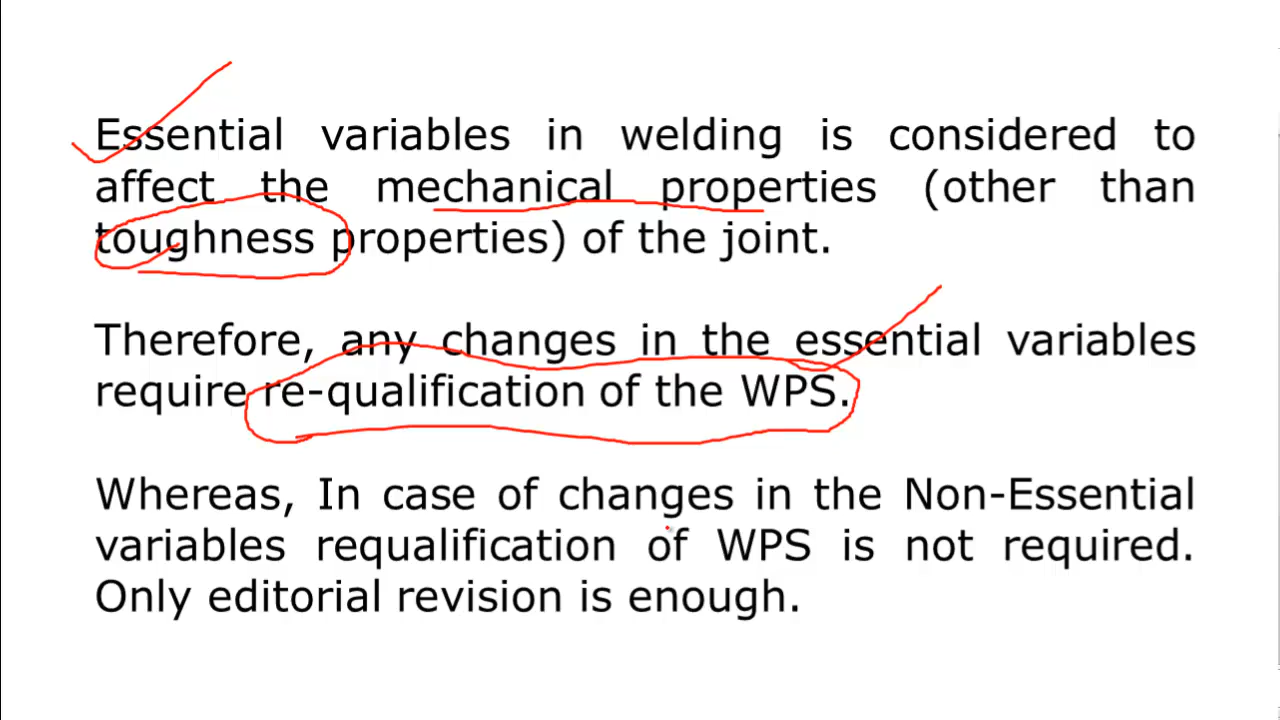 Essential variables in welding is considered to
affect the mechanical properties (other than
toughness properties) of the joint.
Therefore, any changes in the essential variables
require re-qualification of the WPS.
Whereas, In case of changes in the Non-Essential
variables requalification of WPS is not required.
Only editorial revision is enough.